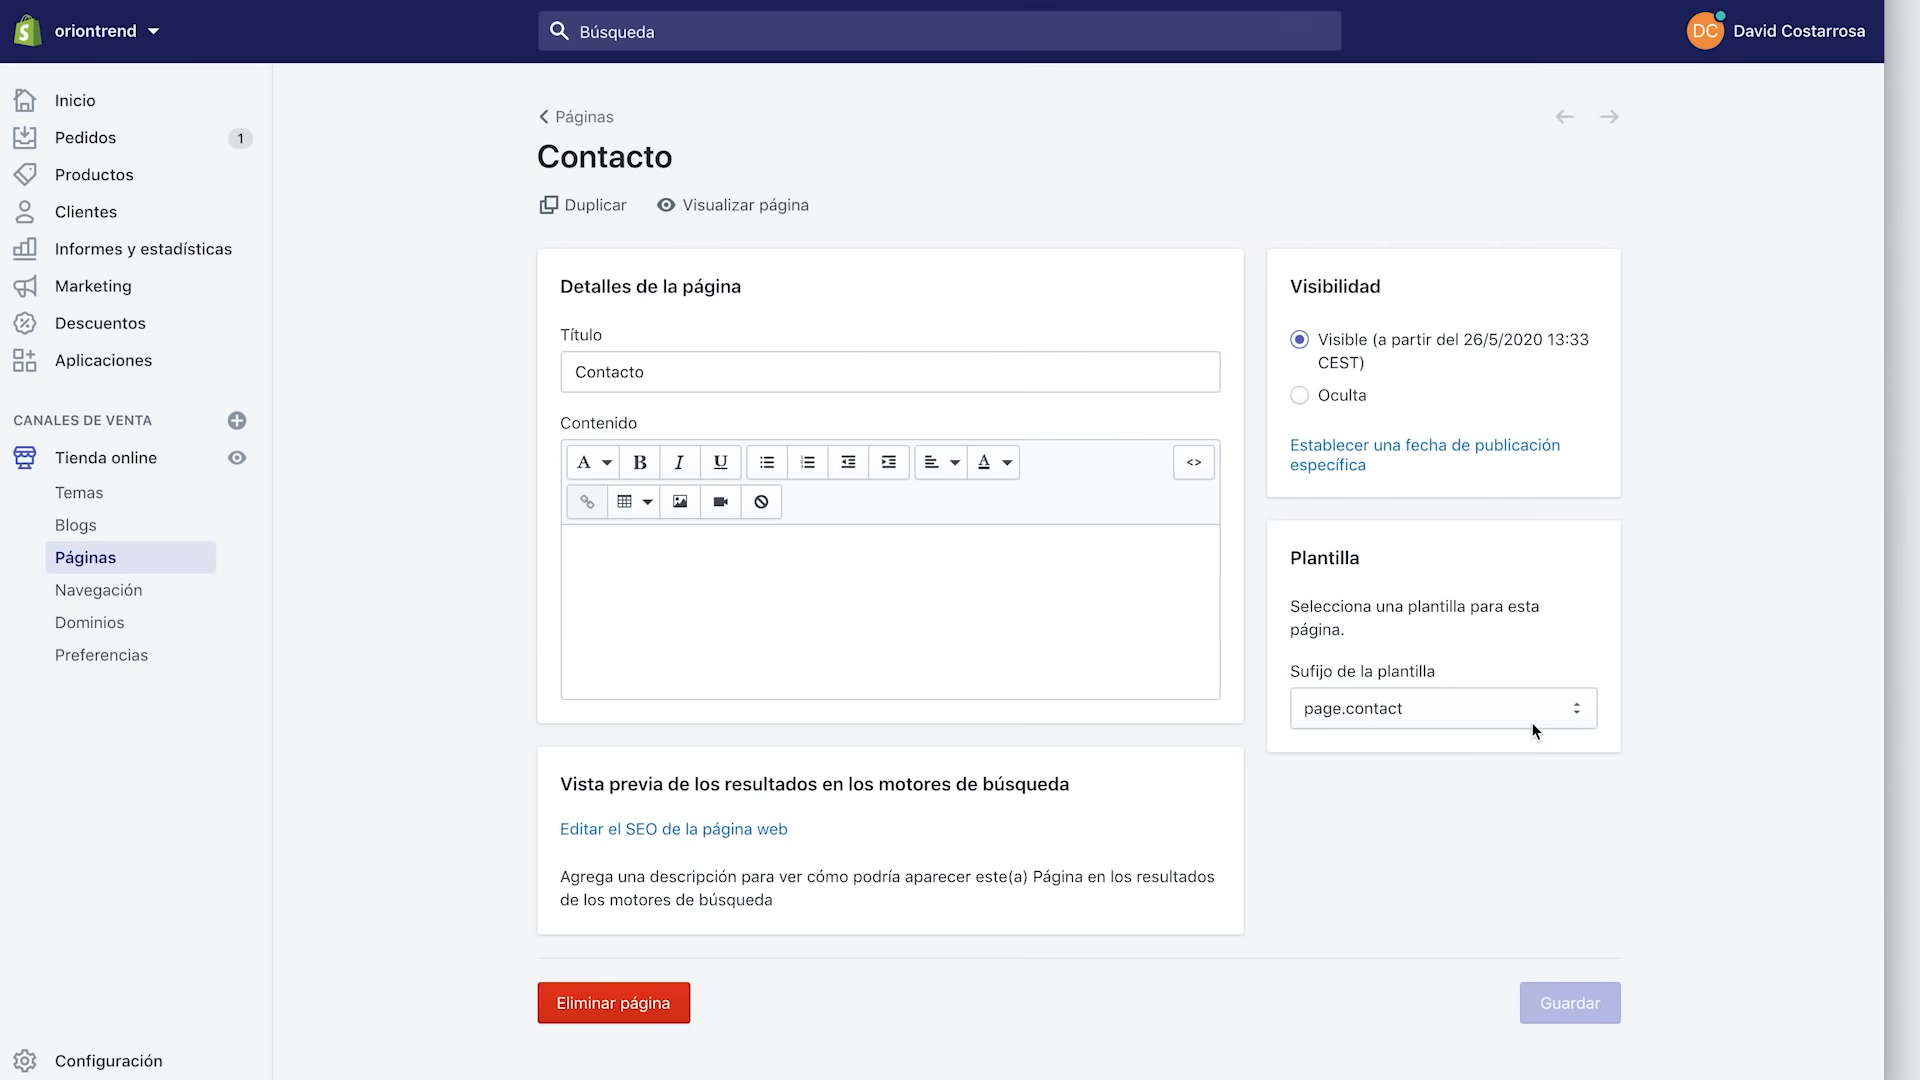 oriontrend
Búsqueda
DC
David Costarrosa
Inicio
Pedidos
1
Productos
Clientes
Informes y estadísticas
Marketing
Descuentos
Aplicaciones
CANALES DE VENTA
Tienda online
Temas
Blogs
Páginas
Navegación
Dominios
Preferencias
Configuración
Páginas
Contacto
Duplicar
Visualizar página
Detalles de la página
Título
Contacto
Contenido
A B I U A <>
Vista previa de los resultados en los motores de búsqueda
Editar el SEO de la página web
Agrega una descripción para ver cómo podría aparecer este(a) Página en los resultados
de los motores de búsqueda
Visibilidad
Visible (a partir del 26/5/2020 13:33
CEST)
Oculta
Establecer una fecha de publicación
específica
Plantilla
Selecciona una plantilla para esta
página.
Sufijo de la plantilla
page.contact
Eliminar página
Guardar